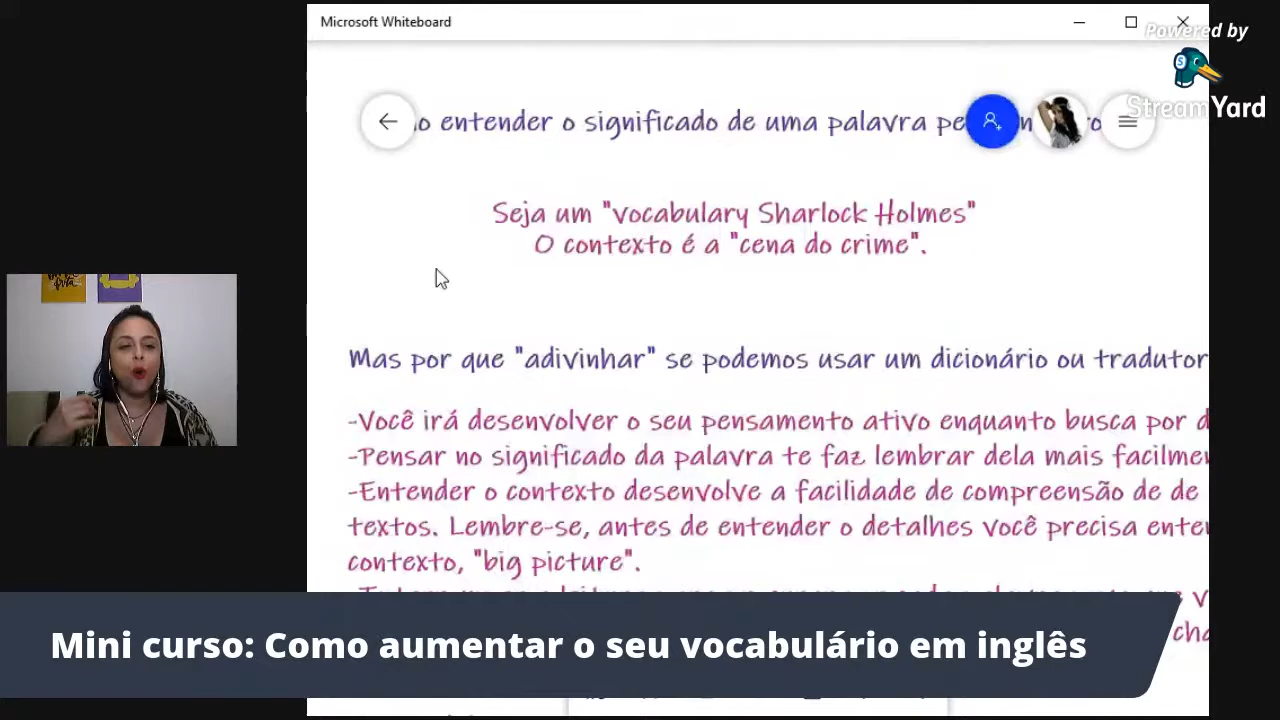 Microsoft Whiteboard
Powered by
StreamYard
entender o significado de uma palavra
Seja um "vocabulary Sharlock Holmes"
O contexto é a "cena do crime".
Mas por que "adivinhar" se podemos usar um dicionário ou tradutor
-Você irá desenvolver o seu pensamento ativo enquanto busca por
-Pensar no significado da palavra te faz lembrar dela mais
-Entender o contexto desenvolve a facilidade de compreensão de de
textos. Lembre-se, antes de entender o detalhes você precisa
contexto, "big picture".
Mini curso: Como aumentar o seu vocabulário em inglês